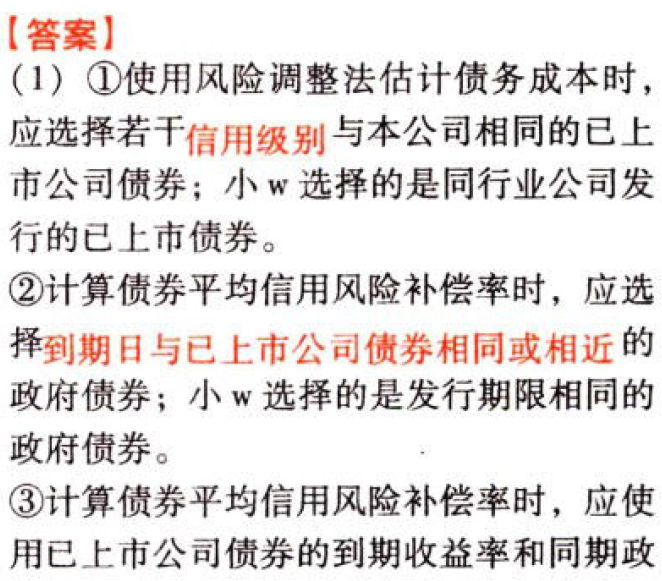 【答案】
（1）①使用风险调整法估计债务成本时，
应选择若干信用级别与本公司相同的已上
市公司债券；小w选择的是同行业公司发
行的已上市债券。
②计算债券平均信用风险补偿率时，应选
择到期日与已上市公司债券相同或相近的
政府债券；小w选择的是发行期限相同的
政府债券。
③计算债券平均信用风险补偿率时，应使
用已上市公司债券的到期收益率和同期政